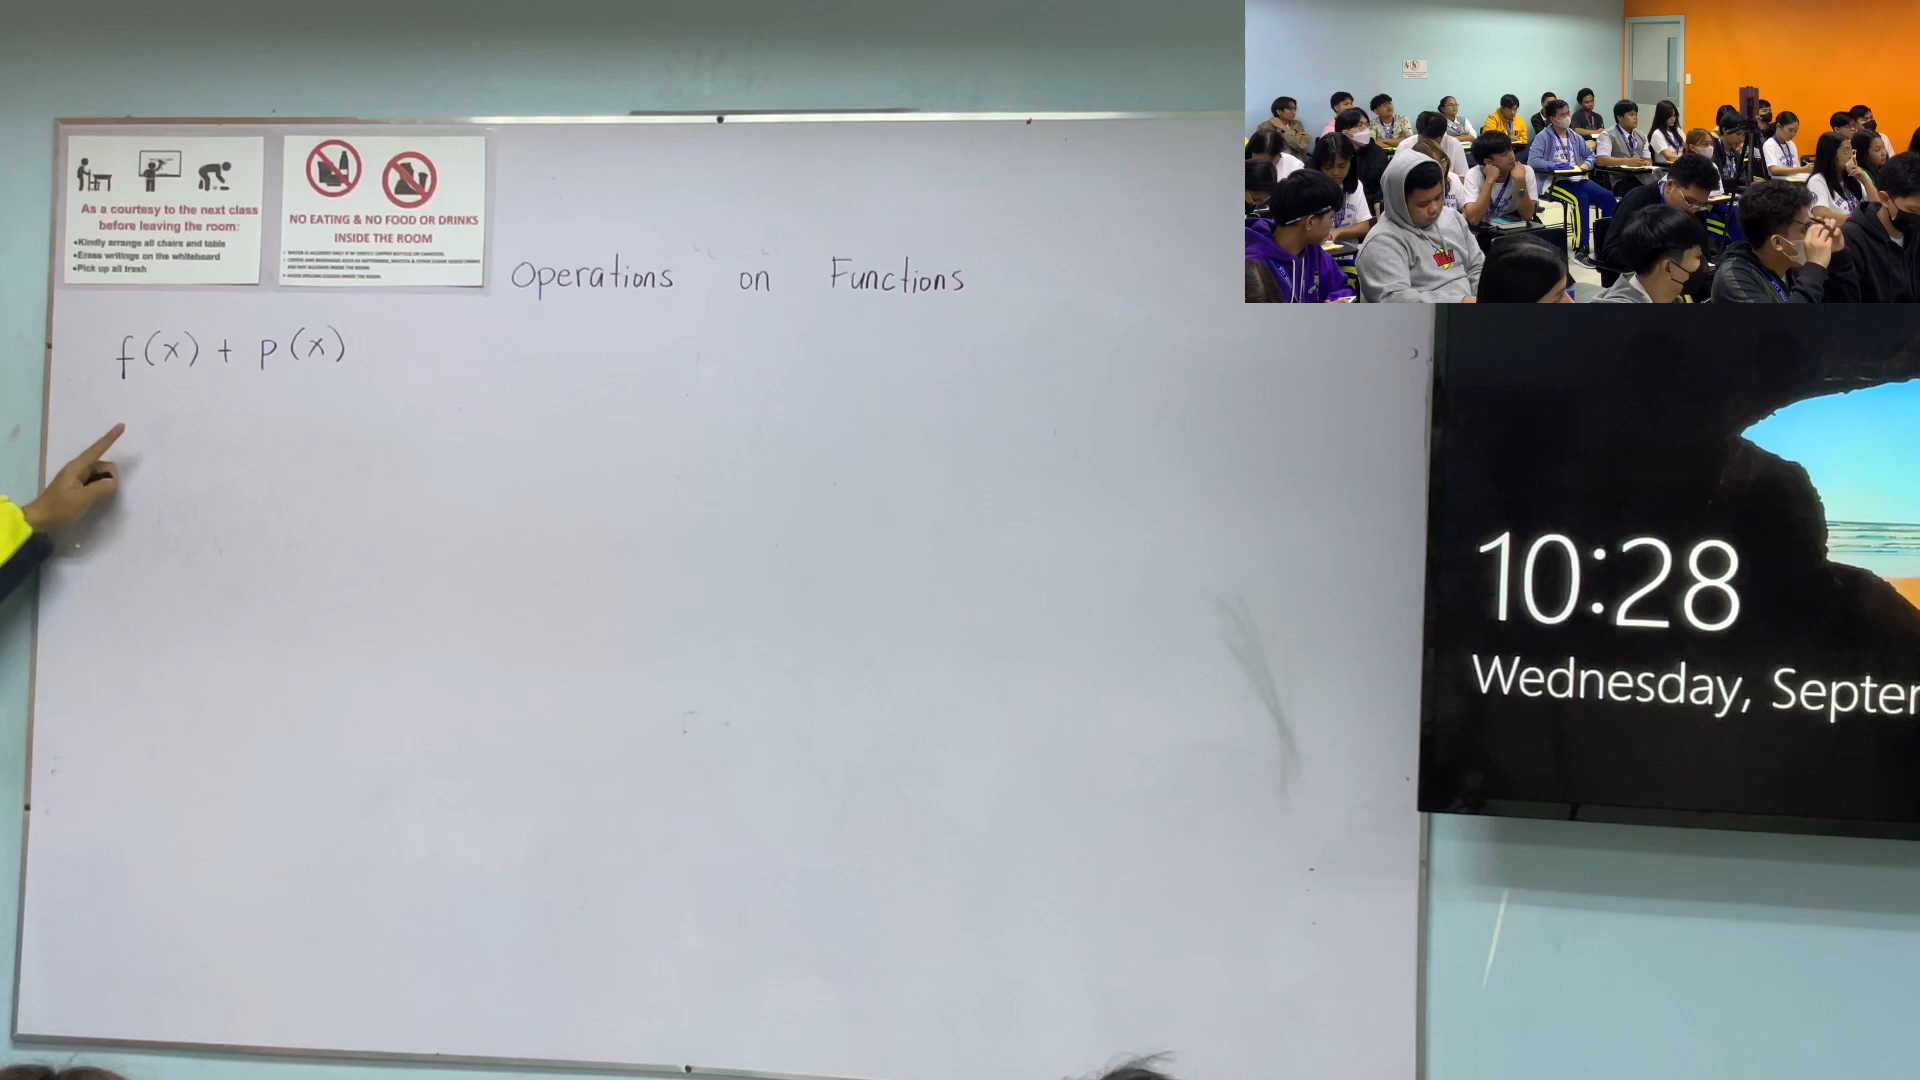 As a courtesy to the next class
before leaving the room:
•Kindly arrange all chairs and table
•Erase writings on the whiteboard
•Pick up all trash
NO EATING & NO FOOD OR DRINKS
INSIDE THE ROOM
Operations on Functions
f(x) + p(x)
10:28
Wednesday, Septe